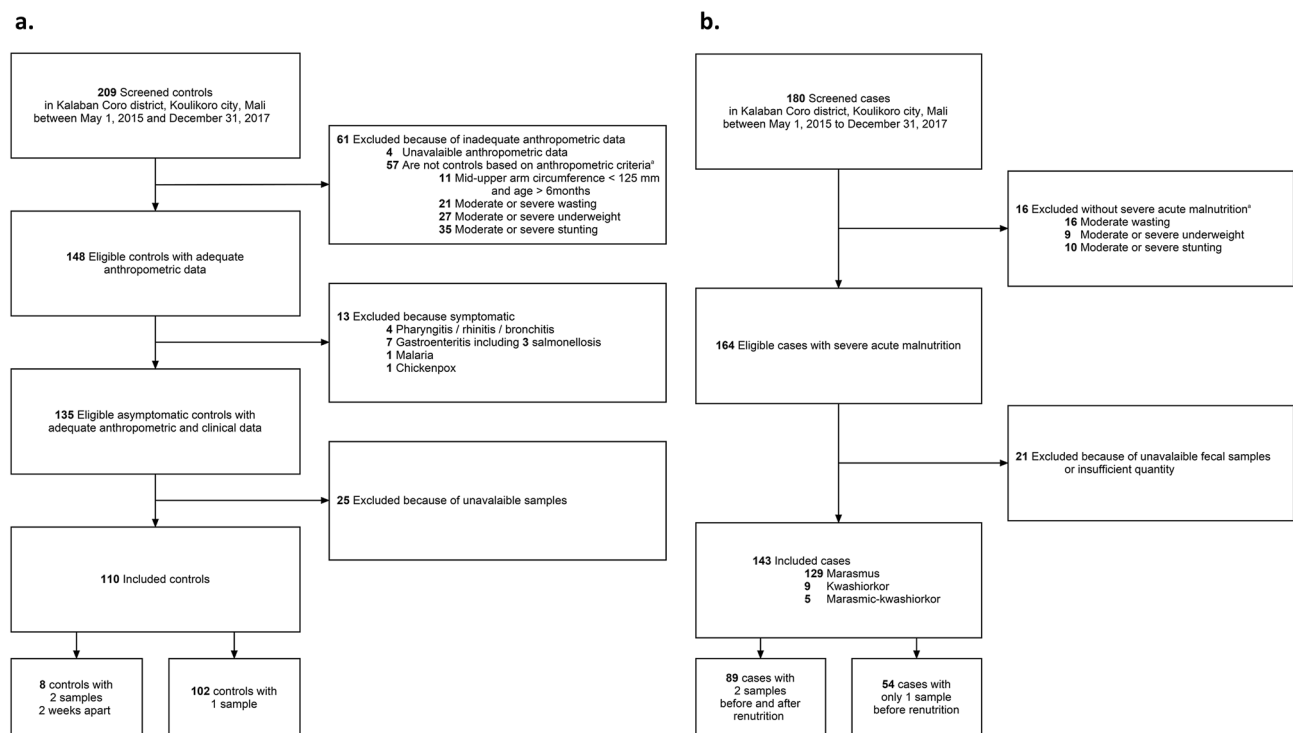 a.
209 Screened controls
in Kalaban Coro district, Koulikoro city, Mali
between May 1, 2015 and December 31, 2017
61 Excluded because of inadequate anthropometric data
4 Unavalaible anthropometric data
57 Are not controls based on anthropometric criteriaª
11 Mid-upper arm circumference < 125 mm
and age > 6months
21 Moderate or severe wasting
27 Moderate or severe underweight
35 Moderate or severe stunting
148 Eligible controls with adequate
anthropometric data
13 Excluded because symptomatic
4 Pharyngitis / rhinitis / bronchitis
7 Gastroenteritis including 3 salmonellosis
1 Malaria
1 Chickenpox
135 Eligible asymptomatic controls with
adequate anthropometric and clinical data
25 Excluded because of unavalaible samples
110 Included controls
8 controls with
2 samples
2 weeks apart
102 controls with
1 sample
b.
180 Screened cases
in Kalaban Coro district, Koulikoro city, Mali
between May 1, 2015 to December 31, 2017
16 Excluded without severe acute malnutritionª
16 Moderate wasting
9 Moderate or severe underweight
10 Moderate or severe stunting
164 Eligible cases with severe acute malnutrition
21 Excluded because of unavalaible fecal samples
or insufficient quantity
143 Included cases
129 Marasmus
9 Kwashiorkor
5 Marasmic-kwashiorkor
89 cases with
2 samples
before and after
renutrition
54 cases with
only 1 sample
before renutrition